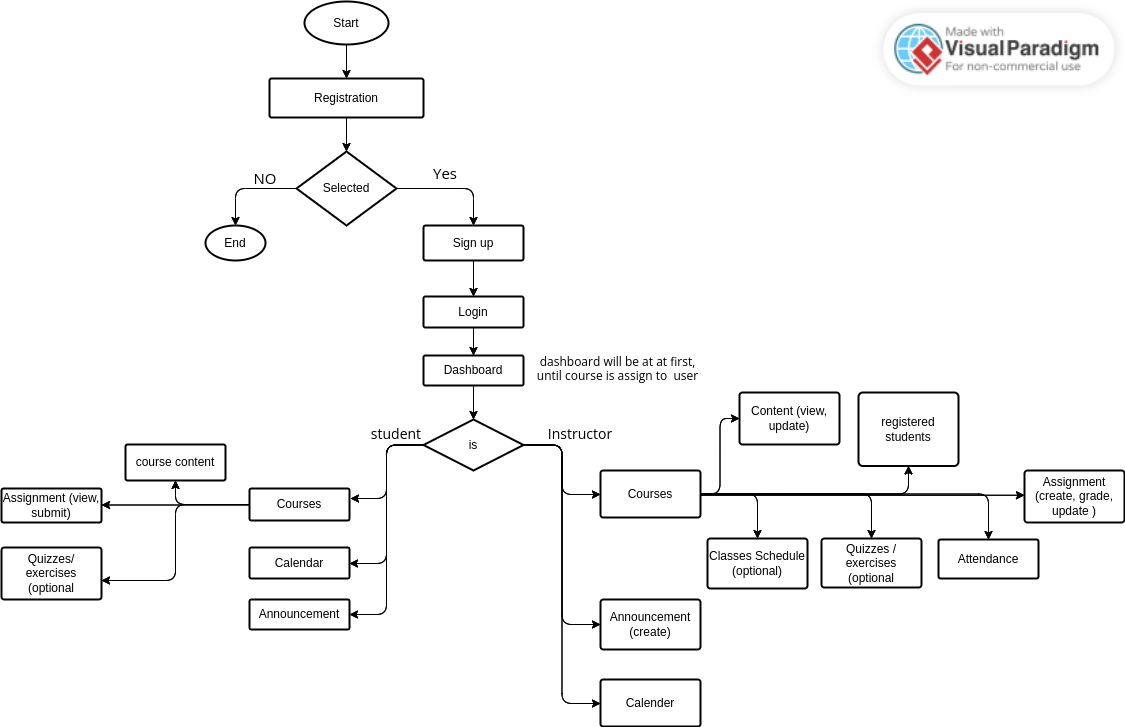 Start
Made with
Visual Paradigm
For non-commercial use
Registration
NO
Selected
Yes
End
Sign up
Login
Dashboard
dashboard will be at at first,
until course is assign to user
student
is
Instructor
course content
Assignment (view,
submit)
Courses
Quizzes/
exercises
(optional
Calendar
Announcement
Content (view,
update)
registered
students
Courses
Assignment
(create, grade,
update )
Classes Schedule
(optional)
Quizzes /
exercises
(optional
Attendance
Announcement
(create)
Calender